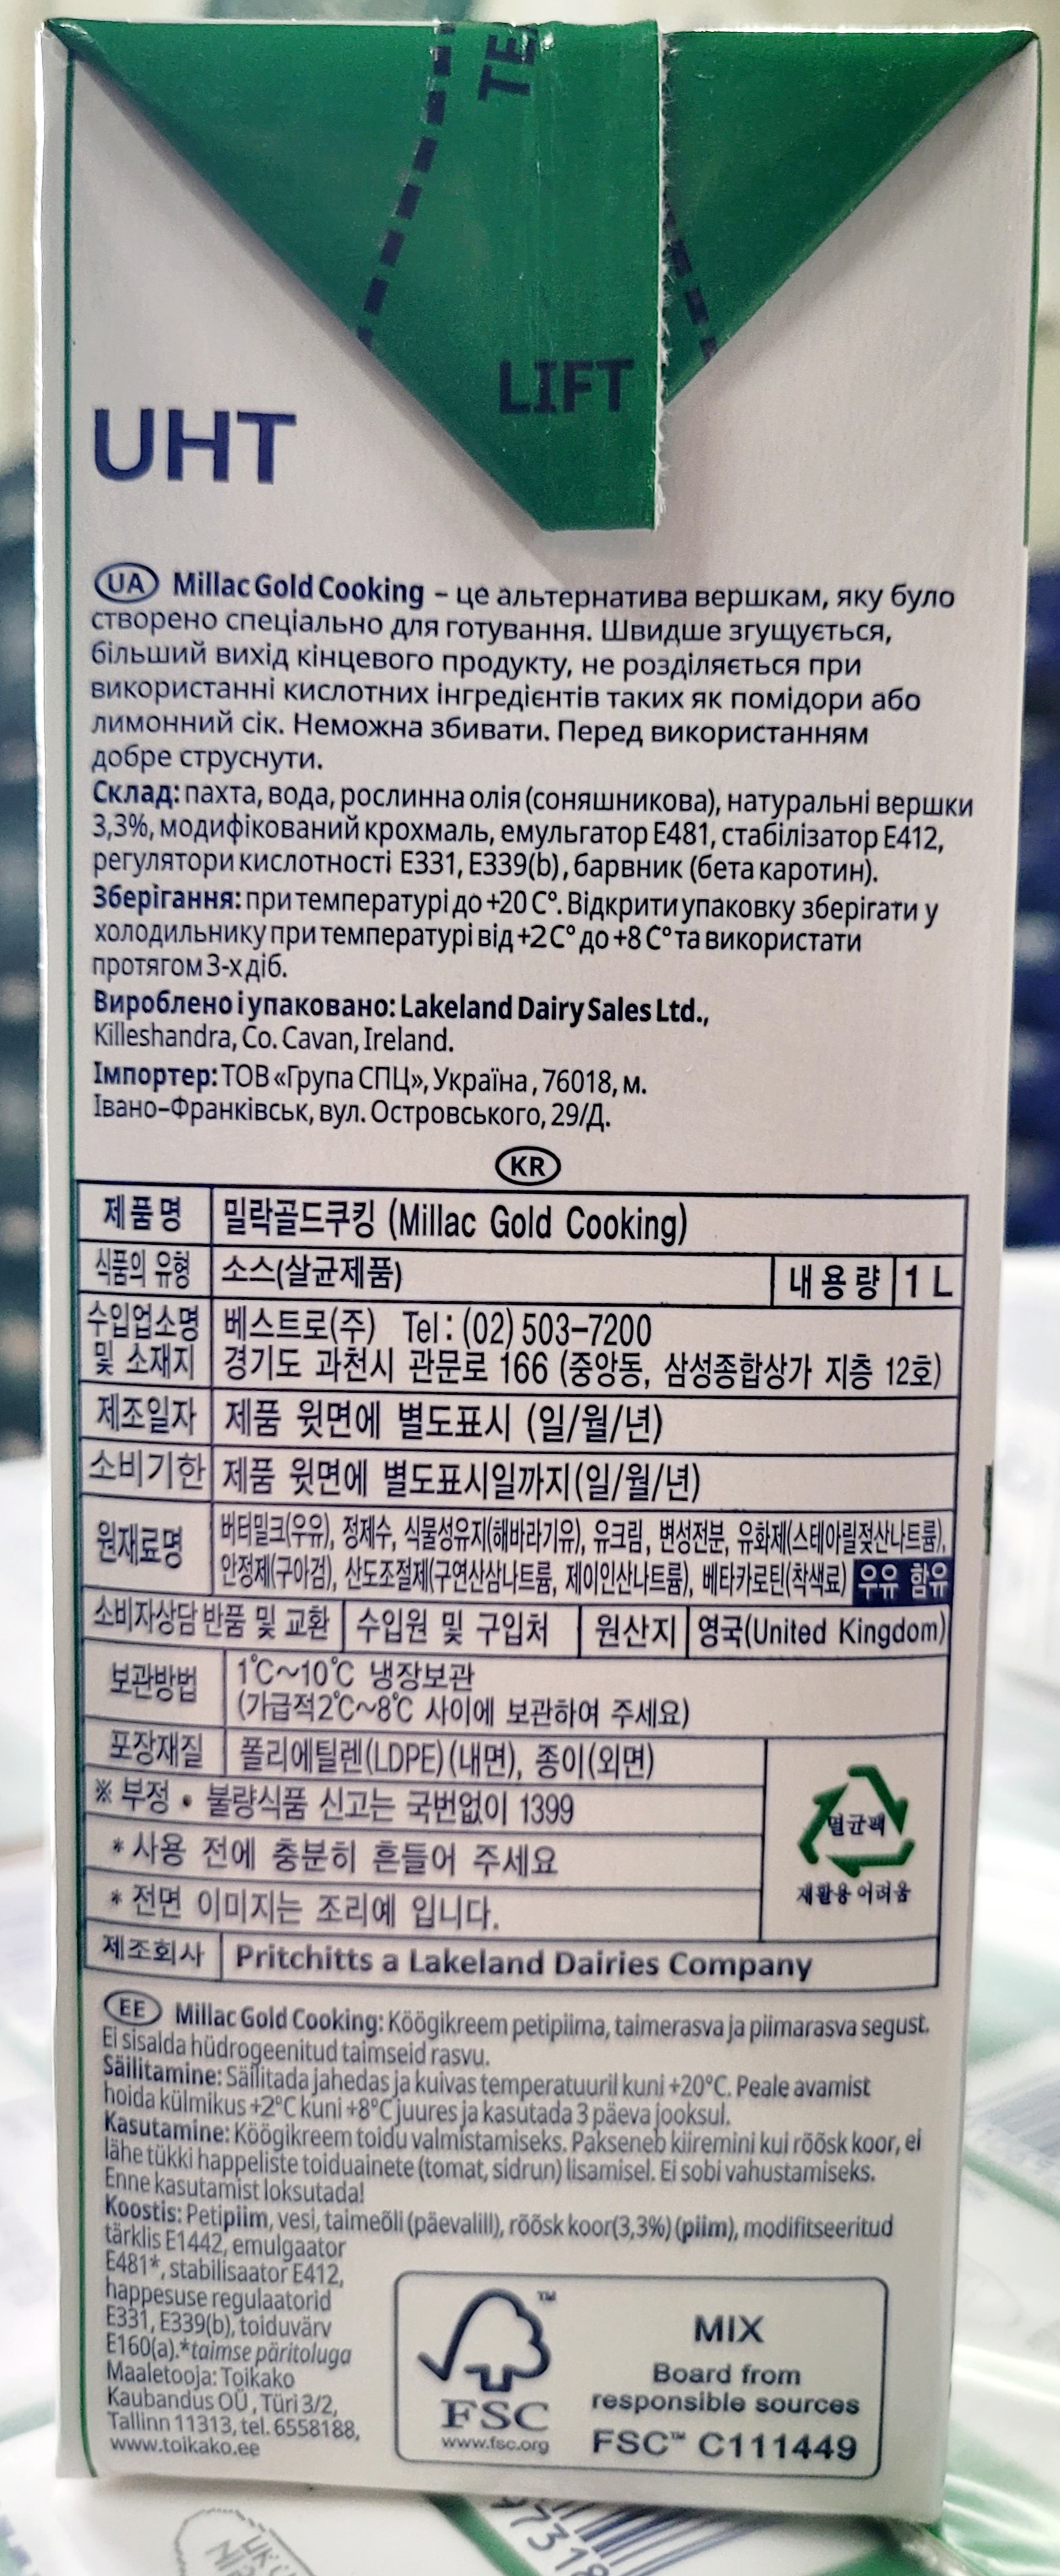 TE
LIFT
UHT
UA Millac Gold Cooking – це альтернатива вершкам, яку було
створено спеціально для готування. Швидше згущується,
більший вихід кінцевого продукту, не розділяється при
використанні кислотних інгредієнтів таких як помідори або
лимонний сік. Неможна збивати. Перед використанням
добре струснути.
Склад: пахта, вода, рослинна олія (соняшникова), натуральні вершки
3,3%, модифікований крохмаль, емульгатор Е481, стабілізатор Е412,
регулятори кислотності Е331, Е339(b), барвник (бета каротин).
Зберігання: при температурі до +20 С°. Відкрити упаковку зберігати у
холодильнику при температурі від +2 С° до +8 С° та використати
протягом 3-х діб.
Вироблено і упаковано: Lakeland Dairy Sales Ltd.,
Killeshandra, Co. Cavan, Ireland.
Імпортер: ТОВ «Група СПЦ», Україна, 76018, м.
Івано–Франківськ, вул. Островського, 29/Д.
KR
제품명 밀락골드쿠킹 (Millac Gold Cooking)
식품의 유형 소스(살균제품) 내용량 1 L
수입업소명 베스트로(주) Tel : (02) 503–7200
및 소재지 경기도 과천시 관문로 166 (중앙동, 삼성종합상가 지층 12호)
제조일자 제품 윗면에 별도표시 (일/월/년)
소비기한 제품 윗면에 별도표시일까지(일/월/년)
원재료명 버터밀크(우유), 정제수, 식물성유지(해바라기유), 유크림, 변성전분, 유화제(스테아릴젖산나트륨),
안정제(구아검), 산도조절제(구연산삼나트륨, 제이인산나트륨), 베타카로틴(착색료) 우유 함유
소비자상담 반품 및 교환 수입원 및 구입처 원산지 영국(United Kingdom)
보관방법 1℃~10℃ 냉장보관
(가급적2℃~8℃ 사이에 보관하여 주세요)
포장재질 폴리에틸렌(LDPE)(내면), 종이(외면)
※ 부정 • 불량식품 신고는 국번없이 1399
* 사용 전에 충분히 흔들어 주세요
* 전면 이미지는 조리예 입니다.
멸균팩
재활용 어려움
제조회사 Pritchitts a Lakeland Dairies Company
EE Millac Gold Cooking: Köögikreem petipiima, taimerasva ja piimarasva segust.
Ei sisalda hüdrogeenitud taimseid rasvu.
Säilitamine: Säilitada jahedas ja kuivas temperatuuril kuni +20°C. Peale avamist
hoida külmikus +2°C kuni +8°C juures ja kasutada 3 päeva jooksul.
Kasutamine: Köögikreem toidu valmistamiseks. Pakseneb kiiremini kui rõõsk koor, ei
lähe tükki happeliste toiduainete (tomat, sidrun) lisamisel. Ei sobi vahustamiseks.
Enne kasutamist loksutada!
Koostis: Petipiim, vesi, taimeõli (päevalill), rõõsk koor(3,3%) (piim), modifitseeritud
tärklis E1442, emulgaator
E481*, stabilisaator E412,
happesuse regulaatorid
E331, E339(b), toiduvärv
E160(a).*taimse päritoluga
Maaletooja: Toikako
Kaubandus OÜ, Türi 3/2,
Tallinn 11313, tel. 6558188,
www.toikako.ee
TM
FSC
www.fsc.org
MIX
Board from
responsible sources
FSC™ C111449